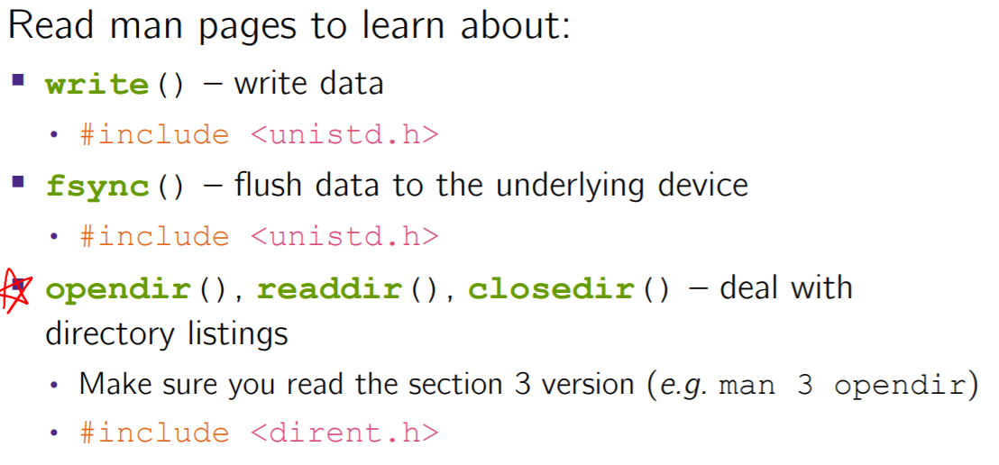 Read man pages to learn about:
▪ write() – write data
• #include <unistd.h>
▪ fsync() – flush data to the underlying device
• #include <unistd.h>
▪ opendir(), readdir(), closedir() – deal with
directory listings
• Make sure you read the section 3 version (e.g. man 3 opendir)
• #include <dirent.h>